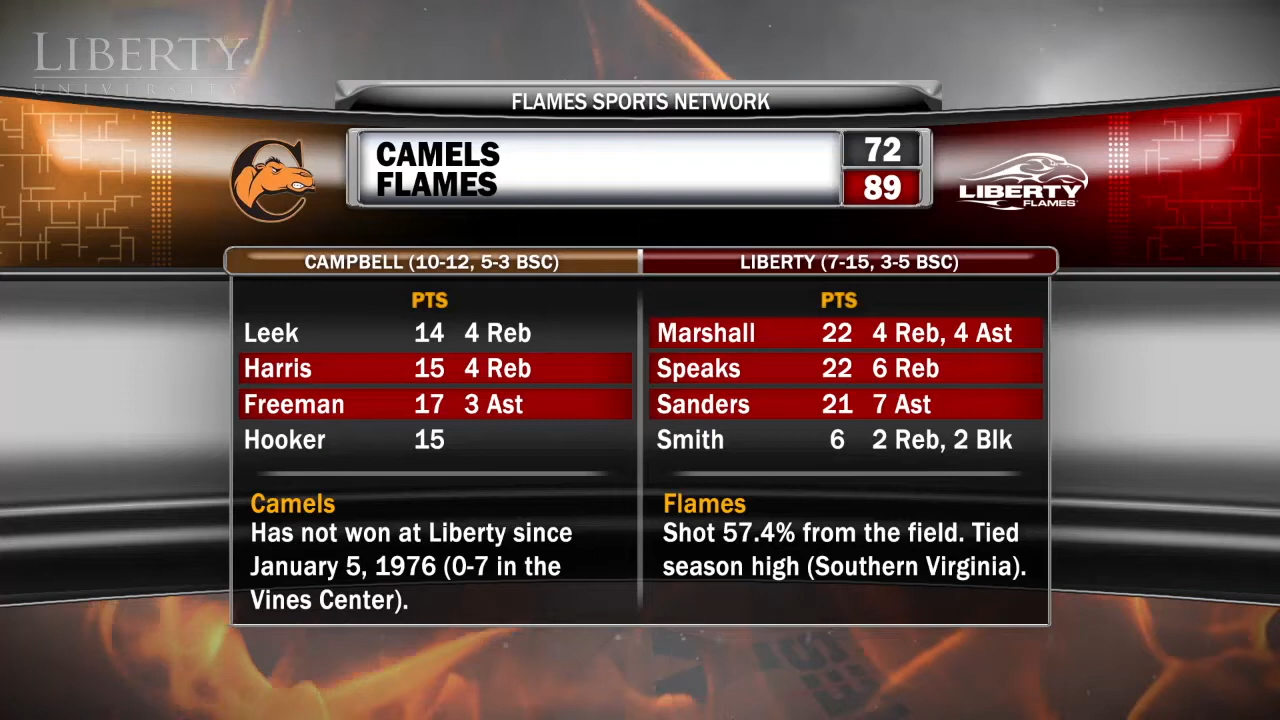 LIBERTY
UNIVERSITY
FLAMES SPORTS NETWORK
CAMELS 72
FLAMES 89
LIBERTY
FLAMES
CAMPBELL (10-12, 5-3 BSC)
LIBERTY (7-15, 3-5 BSC)
PTS
Leek 14 4 Reb
Harris 15 4 Reb
Freeman 17 3 Ast
Hooker 15
Camels
Has not won at Liberty since
January 5, 1976 (0-7 in the
Vines Center).
PTS
Marshall 22 4 Reb, 4 Ast
Speaks 22 6 Reb
Sanders 21 7 Ast
Smith 6 2 Reb, 2 Blk
Flames
Shot 57.4% from the field. Tied
season high (Southern Virginia).